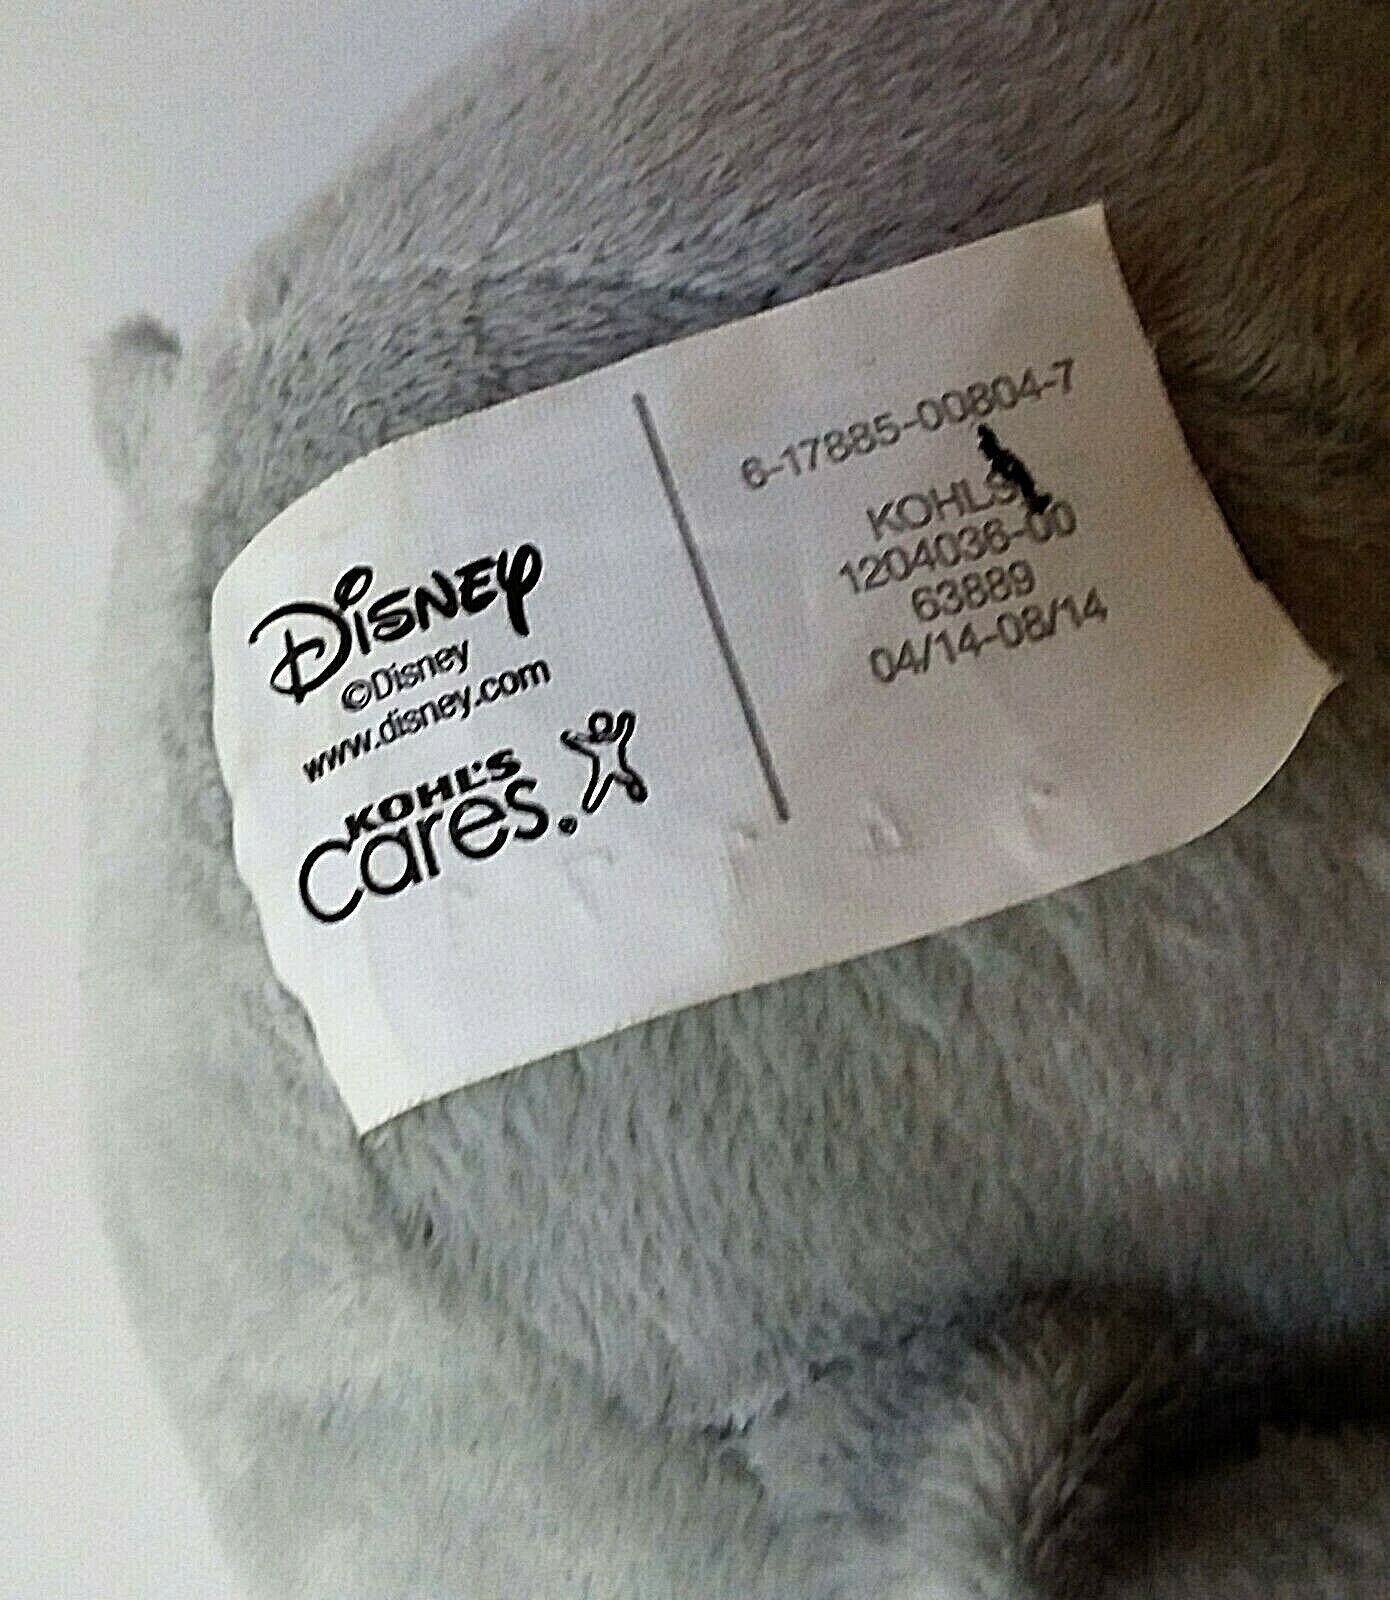 DISNEY
©Disney
www.disney.com
KOHL'S
cares.
6-17885-00804-7
KOHLS
1204036-00
63889
04/14-08/14